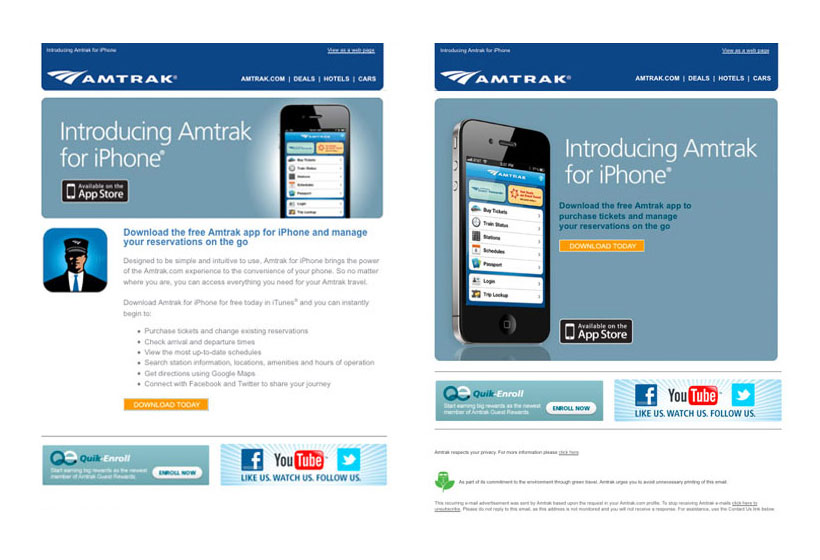 Introducing Amtrak for iPhone
View as a web page
AMTRAK®
AMTRAK.COM | DEALS | HOTELS | CARS
Introducing Amtrak
for iPhone®
Available on the
App Store
AMTRAK
Buy Tickets
Train Status
Stations
Schedules
Passport
Login
Trip Lookup
Download the free Amtrak app for iPhone and manage
your reservations on the go
Designed to be simple and intuitive to use, Amtrak for iPhone brings the power
of the Amtrak.com experience to the convenience of your phone. So no matter
where you are, you can access everything you need for your Amtrak travel.
Download Amtrak for iPhone for free today in iTunes® and you can instantly
begin to:
• Purchase tickets and change existing reservations
• Check arrival and departure times
• View the most up-to-date schedules
• Search station information, locations, amenities and hours of operation
• Get directions using Google Maps
• Connect with Facebook and Twitter to share your journey
DOWNLOAD TODAY
QE Quik-Enroll
Start earning big rewards as the newest
member of Amtrak Guest Rewards.
ENROLL NOW
f You Tube
LIKE US. WATCH US. FOLLOW US.
Introducing Amtrak for iPhone
View as a web page
AMTRAK®
AMTRAK.COM | DEALS | HOTELS | CARS
AMTRAK
Buy Tickets
Train Status
Stations
Schedules
Passport
Login
Trip Lookup
Introducing Amtrak
for iPhone®
Download the free Amtrak app to
purchase tickets and manage
your reservations on the go
DOWNLOAD TODAY
Available on the
App Store
QE Quik-Enroll
Start earning big rewards as the newest
member of Amtrak Guest Rewards.
ENROLL NOW
f You Tube
LIKE US. WATCH US. FOLLOW US.
Amtrak respects your privacy. For more information please click here
As part of its commitment to the environment through green travel, Amtrak urges you to avoid unnecessary printing of this email.
This recurring e-mail advertisement was sent by Amtrak based upon the request in your Amtrak.com profile. To stop receiving Amtrak e-mails click here to
unsubscribe. Please do not reply to this email, as this address is not monitored and you will not receive a response. For assistance, use the Contact Us link below